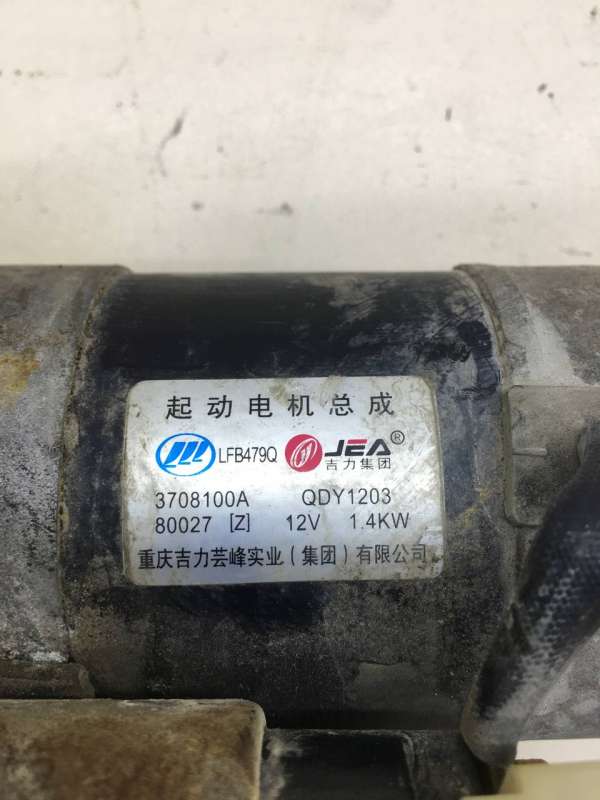 起动电机总成
LFB479Q JEA®
吉力集团
3708100A QDY1203
80027 [Z] 12V 1.4KW
重庆吉力芸峰实业(集团)有限公司